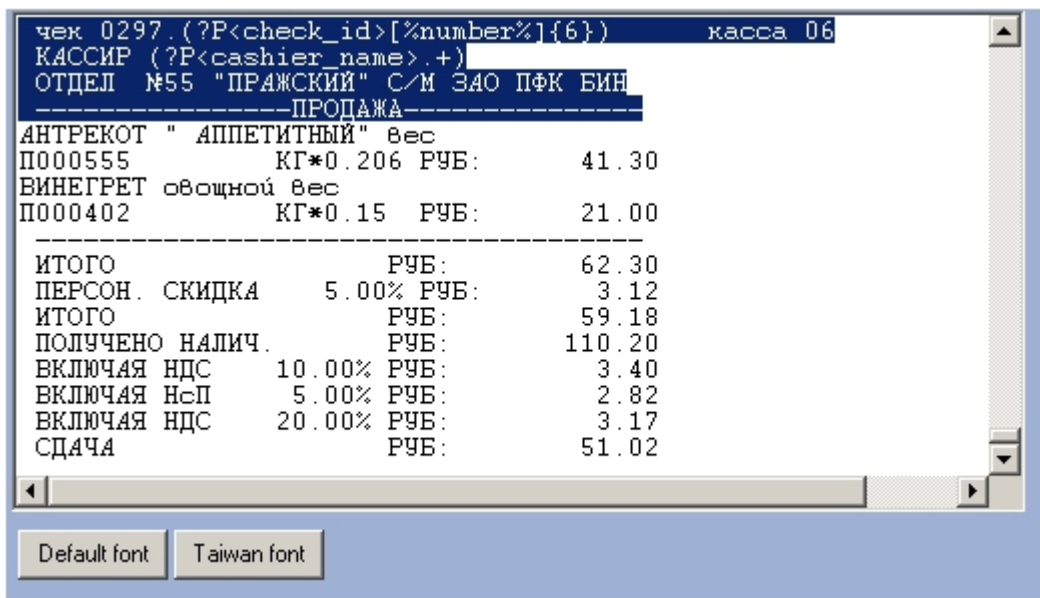 чек 0297.(?P<check_id>[%number%]{6}) касса 06
КАССИР (?P<cashier_name>.+)
ОТДЕЛ №55 "ПРАЖСКИЙ" С/М ЗАО ПФК БИН
----------------ПРОДАЖА---------------
АНТРЕКОТ " АППЕТИТНЫЙ" вес
П000555 КГ*0.206 РУБ: 41.30
ВИНЕГРЕТ овощной вес
П000402 КГ*0.15 РУБ: 21.00
--------------------------------------
ИТОГО РУБ: 62.30
ПЕРСОН. СКИДКА 5.00% РУБ: 3.12
ИТОГО РУБ: 59.18
ПОЛУЧЕНО НАЛИЧ. РУБ: 110.20
ВКЛЮЧАЯ НДС 10.00% РУБ: 3.40
ВКЛЮЧАЯ НсП 5.00% РУБ: 2.82
ВКЛЮЧАЯ НДС 20.00% РУБ: 3.17
СДАЧА РУБ: 51.02
Default font Taiwan font